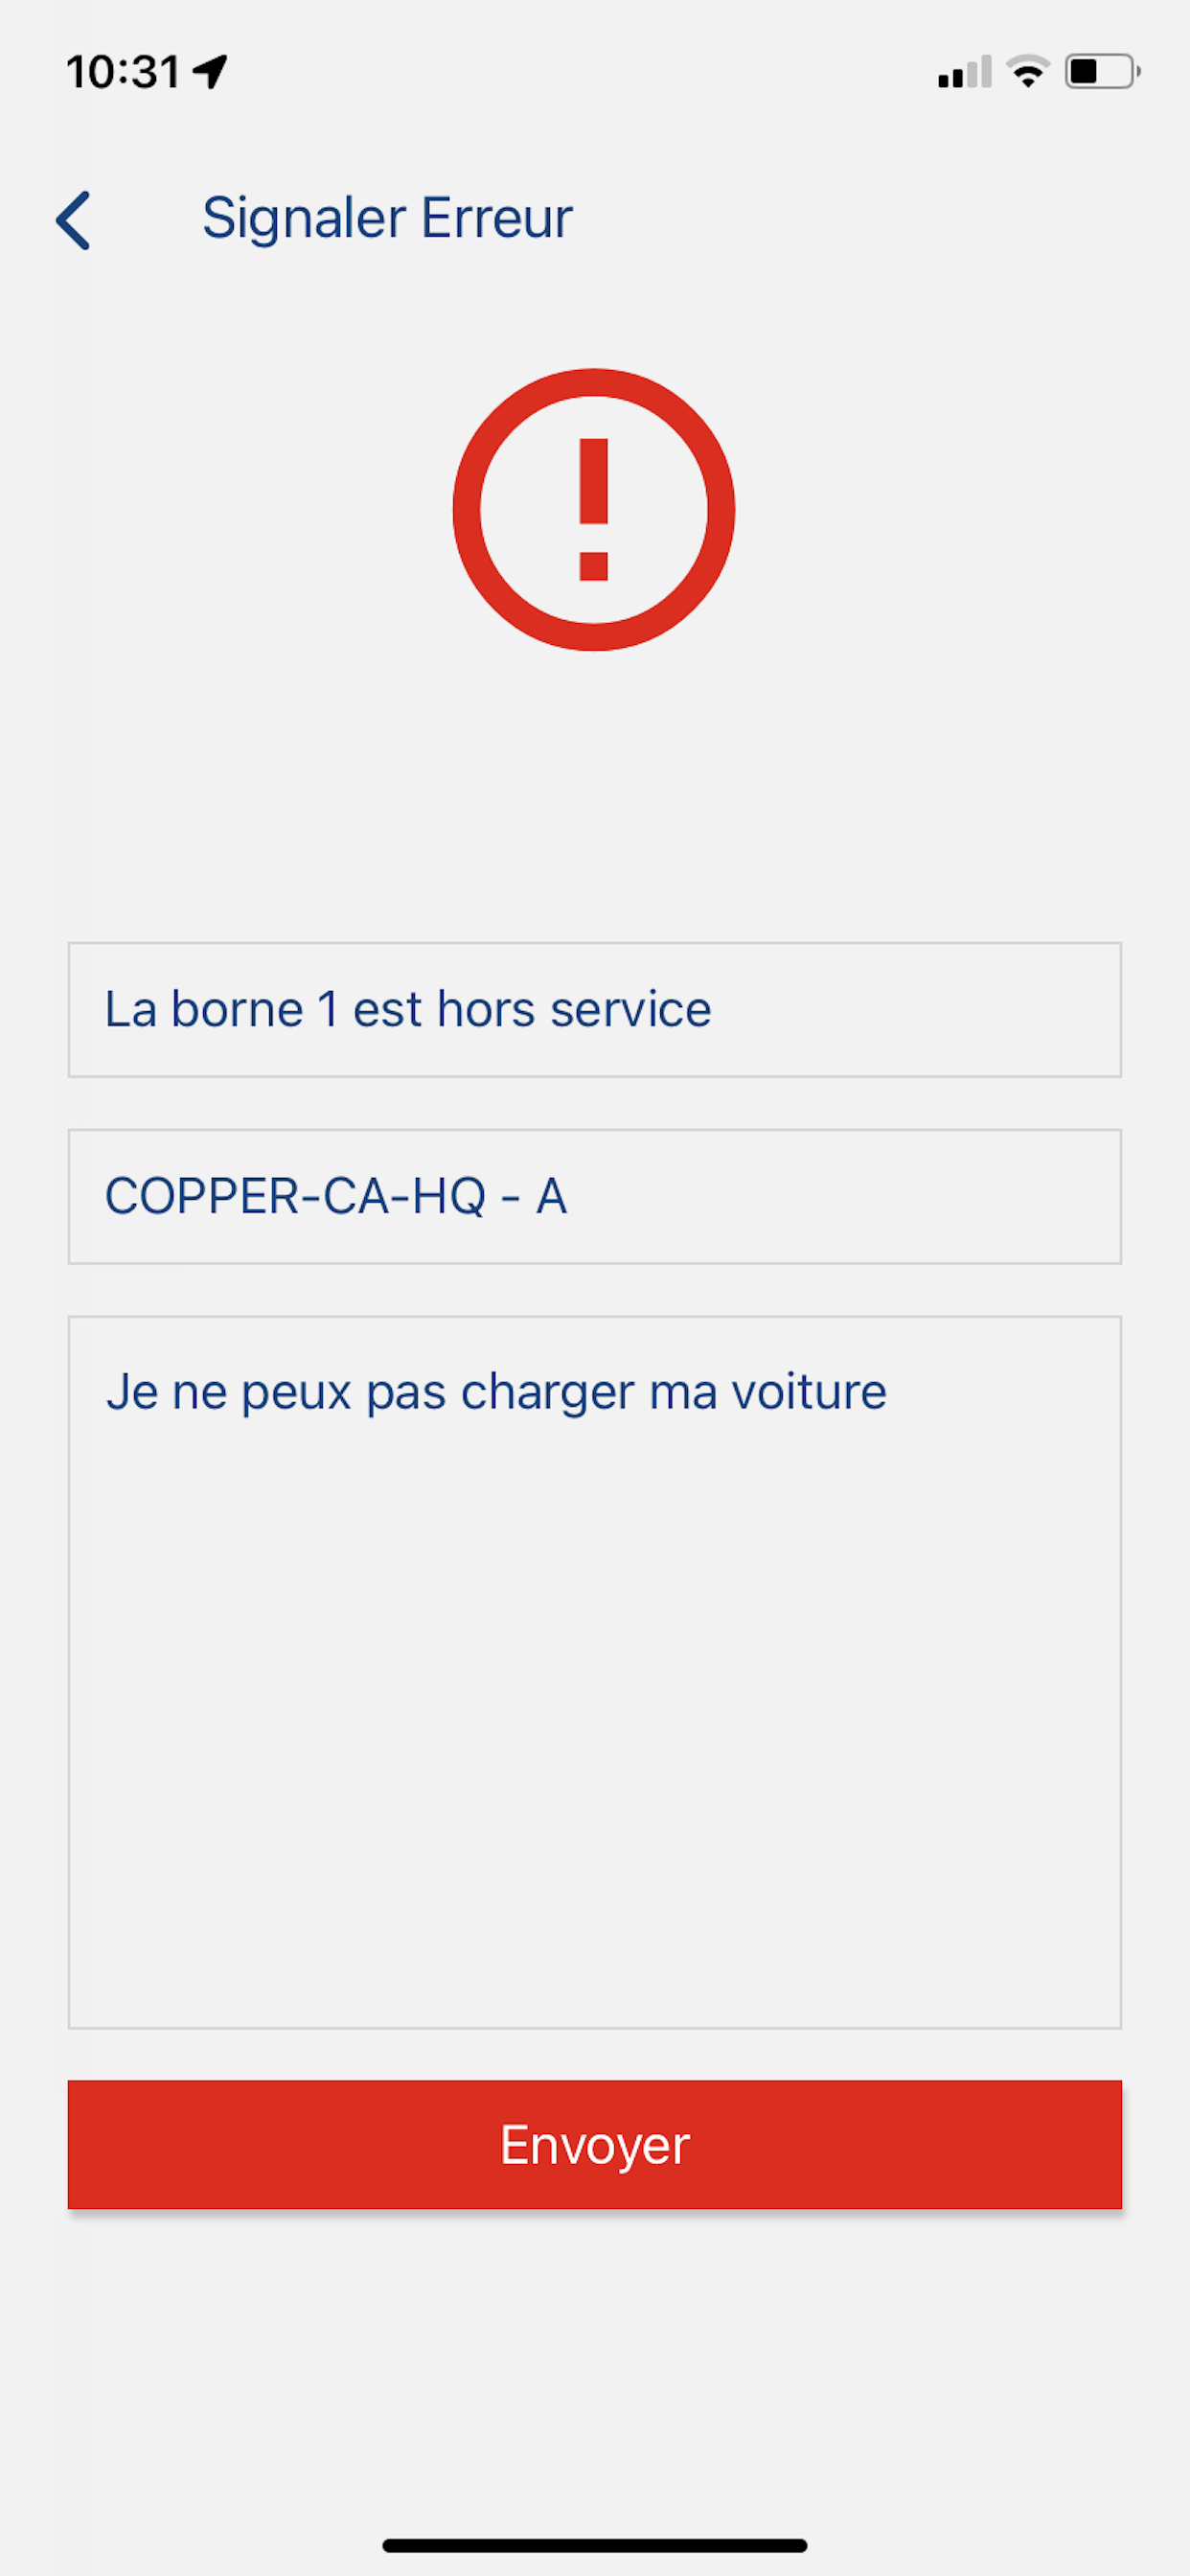 10:31
Signaler Erreur
La borne 1 est hors service
COPPER-CA-HQ - A
Je ne peux pas charger ma voiture
Envoyer